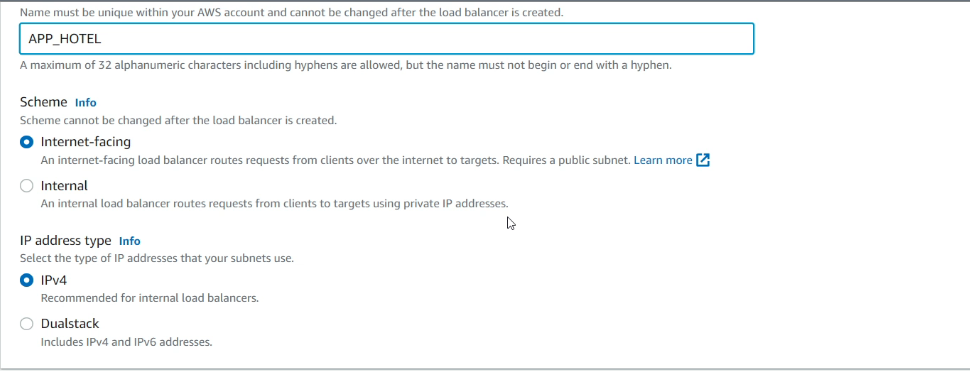 Name must be unique within your AWS account and cannot be changed after the load balancer is created.
APP_HOTEL
A maximum of 32 alphanumeric characters including hyphens are allowed, but the name must not begin or end with a hyphen.
Scheme Info
Scheme cannot be changed after the load balancer is created.
Internet-facing
An internet-facing load balancer routes requests from clients over the internet to targets. Requires a public subnet. Learn more
Internal
An internal load balancer routes requests from clients to targets using private IP addresses.
IP address type Info
Select the type of IP addresses that your subnets use.
IPv4
Recommended for internal load balancers.
Dualstack
Includes IPv4 and IPv6 addresses.